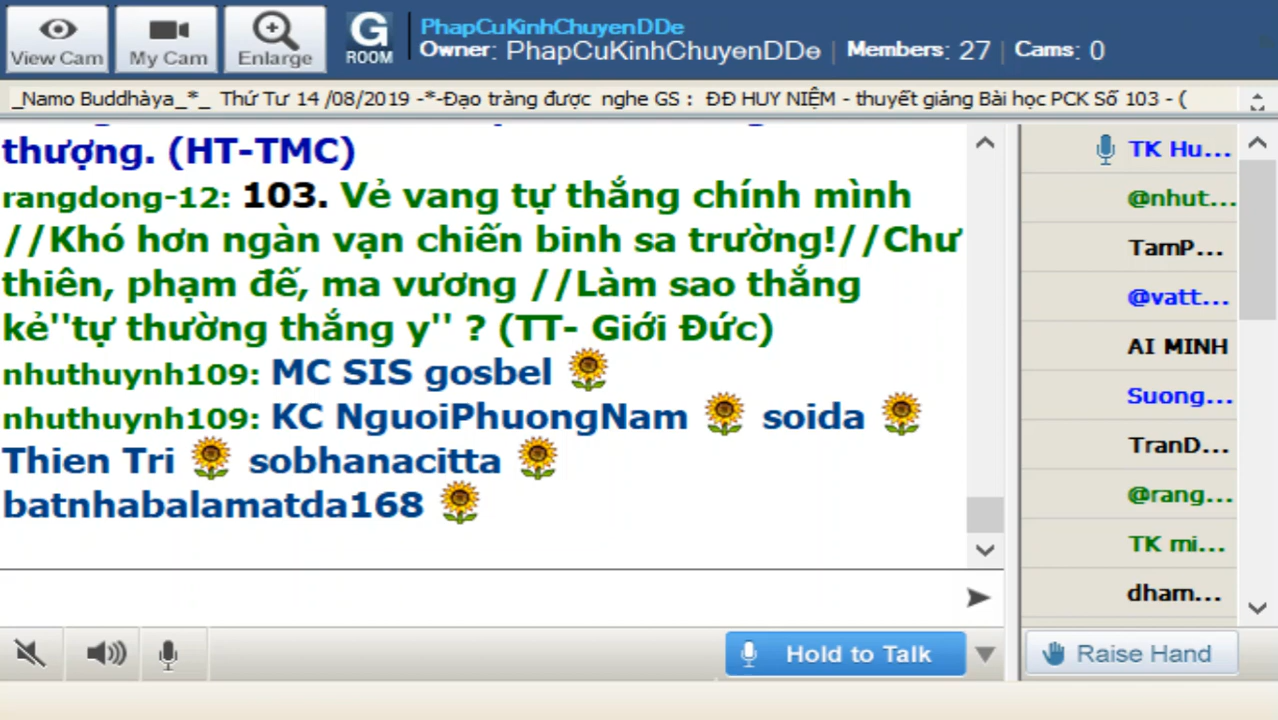 View Cam
My Cam
Enlarge
G
ROOM
PhapCuKinhChuyenDDe
Owner: PhapCuKinhChuyenDDe | Members: 27 | Cams: 0
_Namo Buddhàya_*_ Thứ Tư 14 /08/2019 -*-Đạo tràng được nghe GS : ĐĐ HUY NIỆM - thuyết giảng Bài học PCK Số 103 - (
thượng. (HT-TMC)
rangdong-12: 103. Vẻ vang tự thắng chính mình
//Khó hơn ngàn vạn chiến binh sa trường!//Chư
thiên, phạm đế, ma vương //Làm sao thắng
kẻ''tự thường thắng y'' ? (TT- Giới Đức)
nhuthuynh109: MC SIS gosbel
nhuthuynh109: KC NguoiPhuongNam soida
Thien Tri sobhanacitta
batnhabalamatda168
TK Hu...
@nhut...
TamP...
@vatt...
AI MINH
Suong...
TranD...
@rang...
TK mi...
dham...
Hold to Talk
Raise Hand